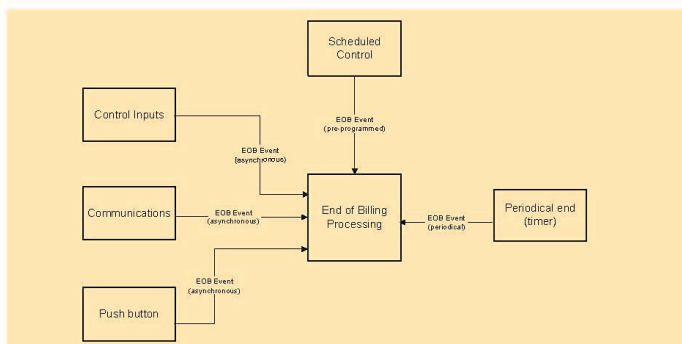 Scheduled
Control
EOB Event
(pre-programmed)
Control Inputs
EOB Event
(asynchronous)
Communications
EOB Event
(asynchronous)
End of Billing
Processing
EOB Event
(periodical)
Periodical end
(timer)
EOB Event
(asynchronous)
Push button